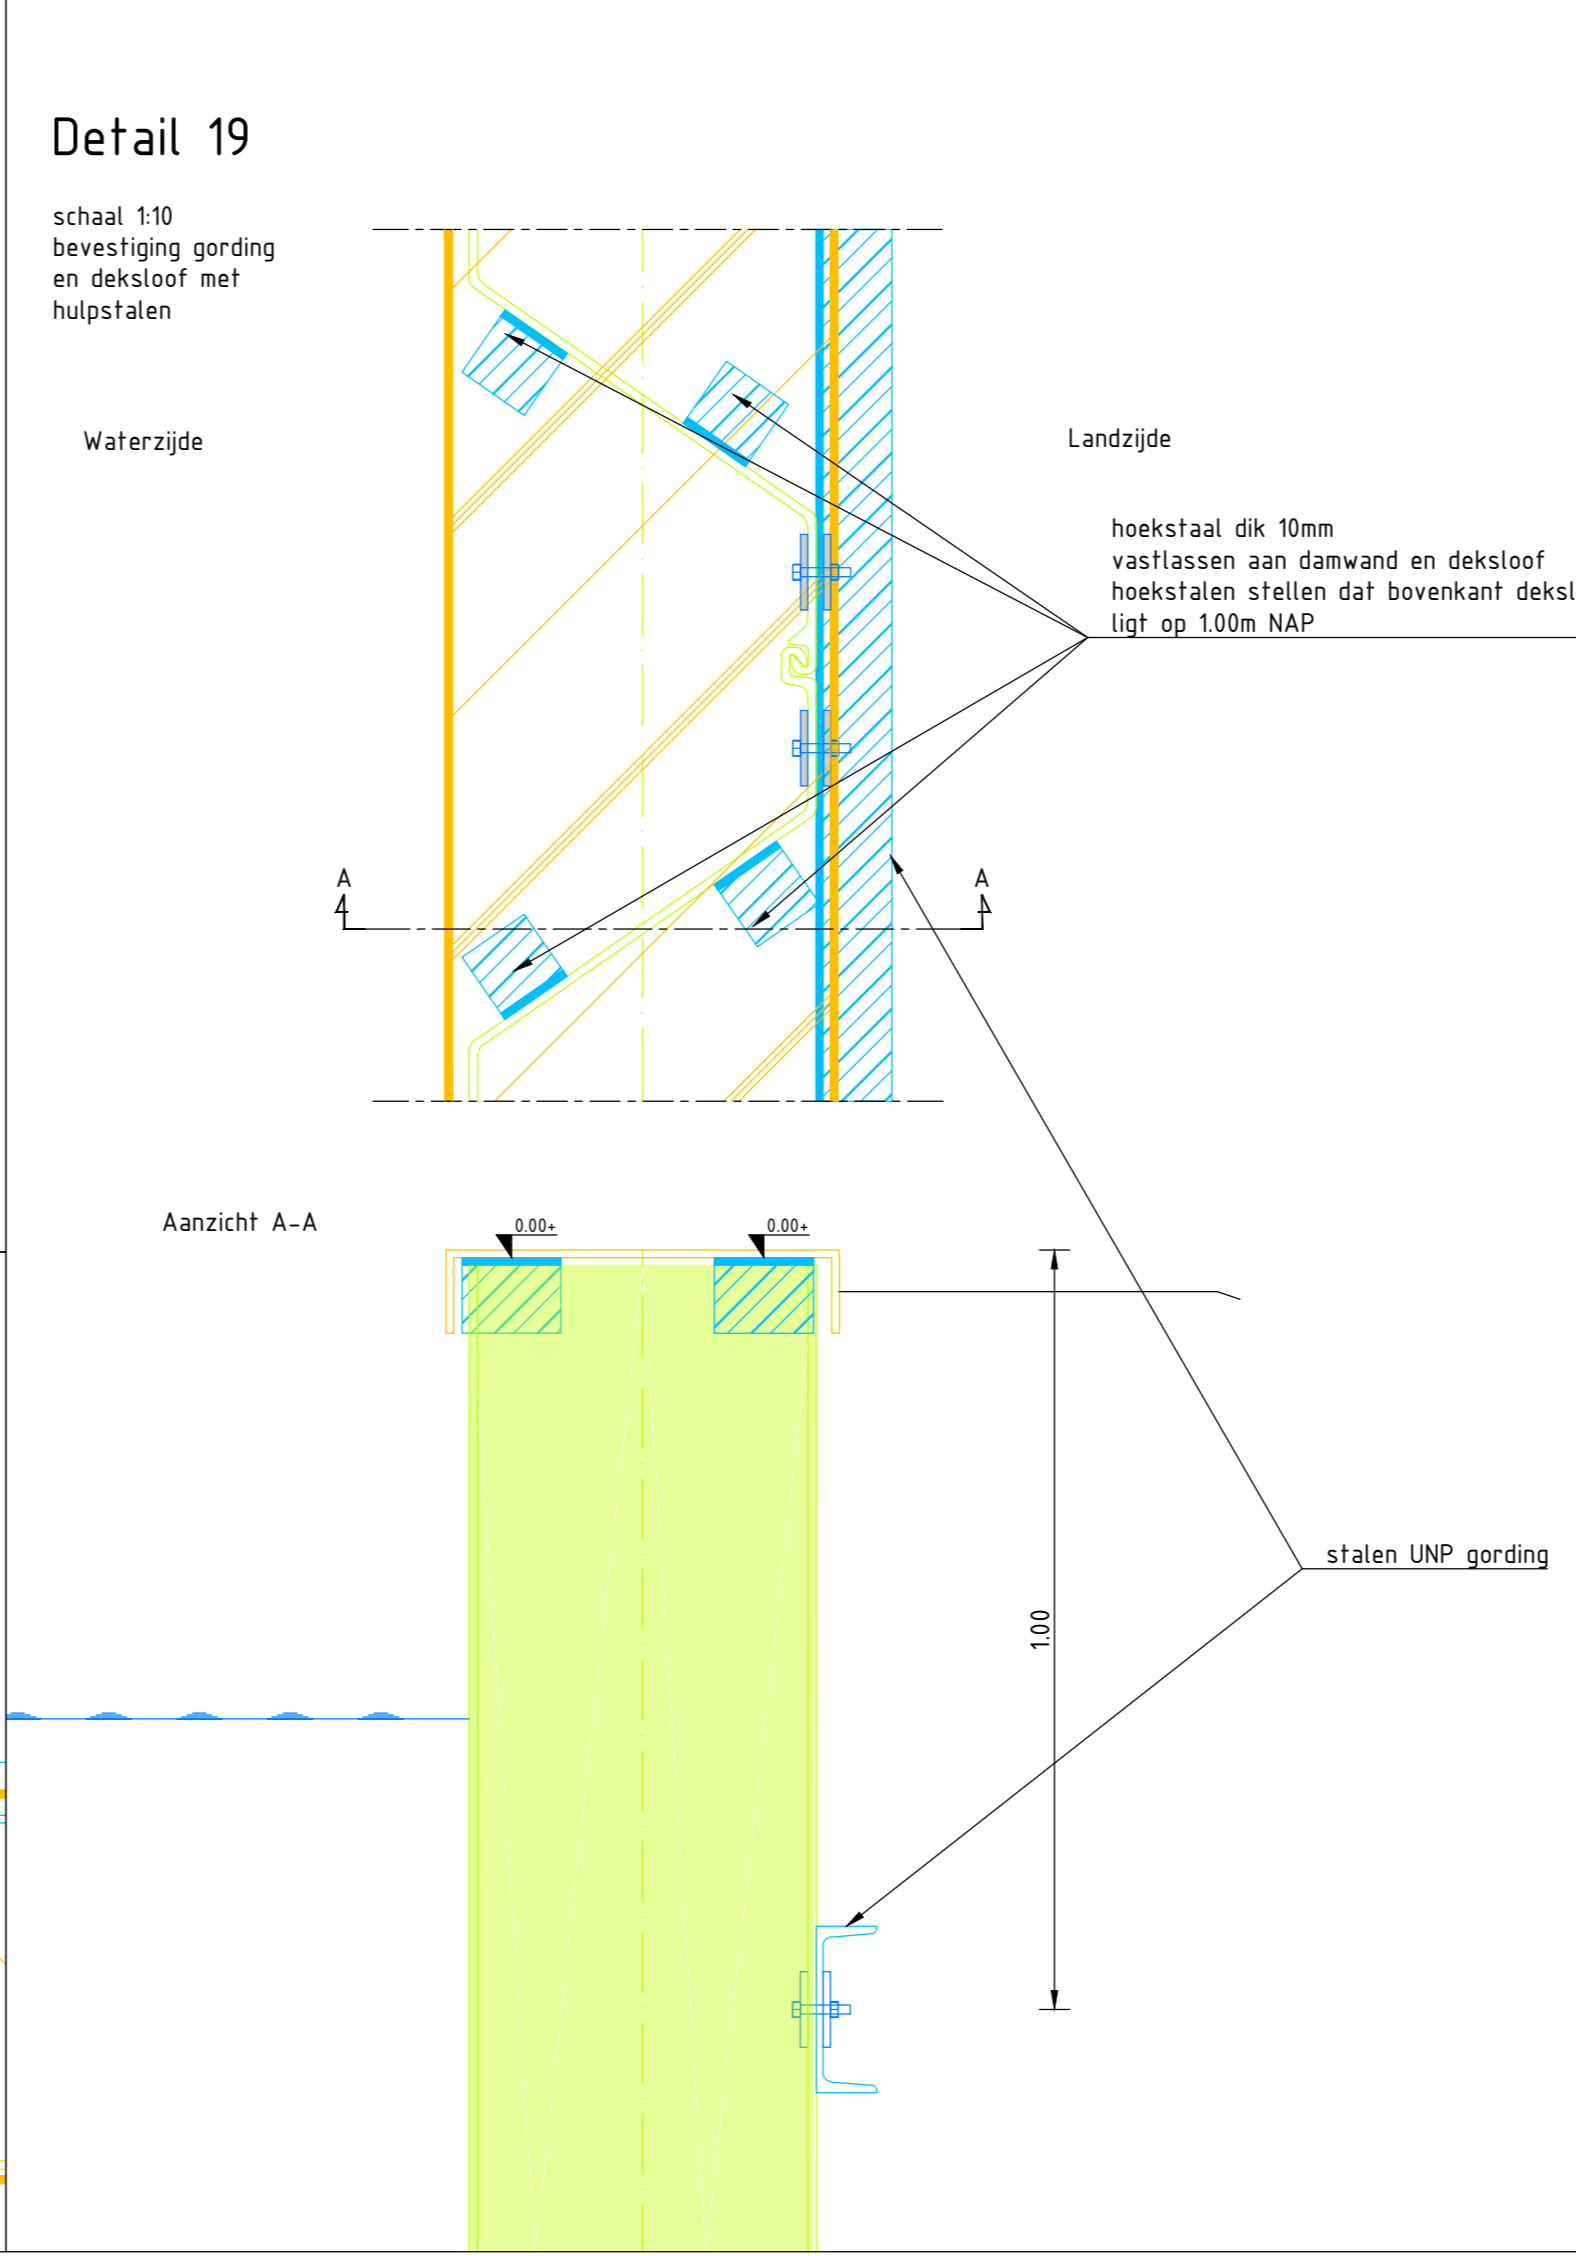 Detail 19
schaal 1:10
bevestiging gording
en deksloof met
hulpstalen
Waterzijde
Landzijde
hoekstaal dik 10mm
vastlassen aan damwand en deksloof
hoekstalen stellen dat bovenkant deksl
ligt op 1.00m NAP
A
A
Aanzicht A-A
0.00+
0.00+
stalen UNP gording
1.00